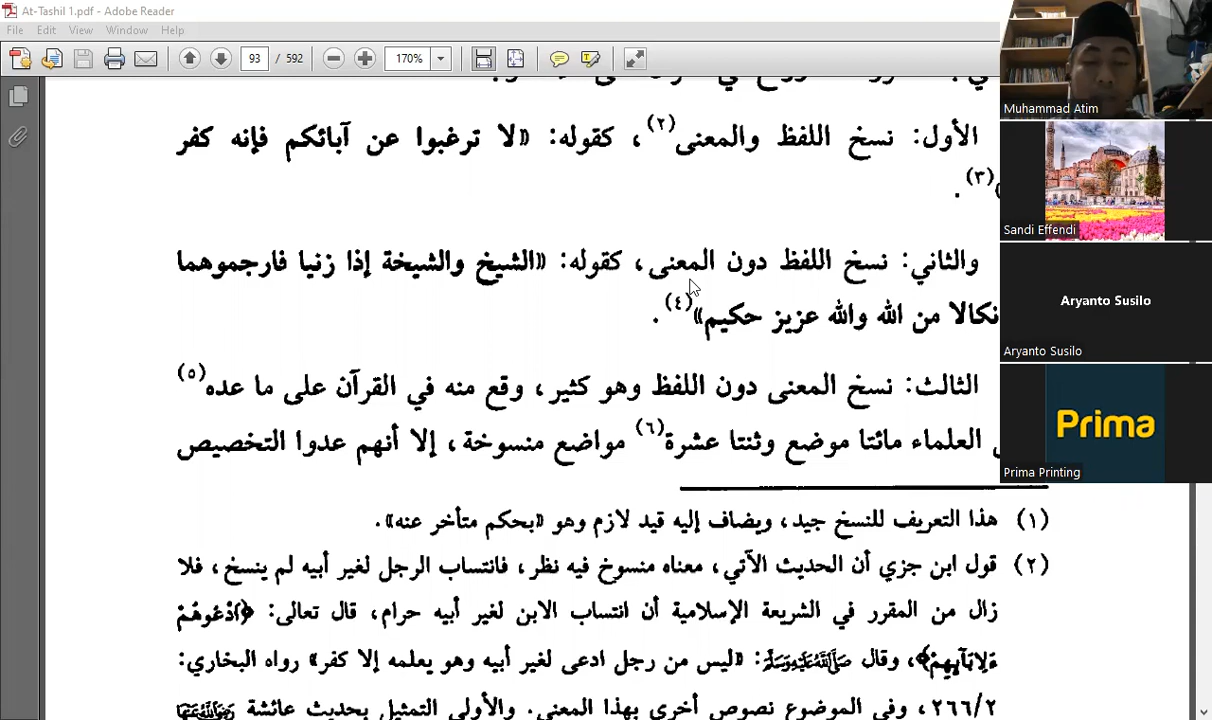 At-Tashil 1.pdf - Adobe Reader
File Edit View Window Help
93 / 592 170%
الأول: نسخ اللفظ والمعنى(٢)، كقوله: «لا ترغبوا عن آبائكم فإنه كفر
(٣).
والثاني: نسخ اللفظ دون المعنى، كقوله: «الشيخ والشيخة إذا زنيا فارجموهما
نكالا من الله والله عزيز حكيم»(٤).
الثالث: نسخ المعنى دون اللفظ وهو كثير، وقع منه في القرآن على ما عده(٥)
العلماء مائتا موضع وثنتا عشرة(٦) مواضع منسوخة، إلا أنهم عدوا التخصيص
(١) هذا التعريف للنسخ جيد، ويضاف إليه قيد لازم وهو «بحكم متأخر عنه».
(٢) قول ابن جزي أن الحديث الآتي، معناه منسوخ فيه نظر، فانتساب الرجل لغير أبيه لم ينسخ، فلا
زال من المقرر في الشريعة الإسلامية أن انتساب الابن لغير أبيه حرام، قال تعالى: ﴿ادْعُوهُمْ
لِآبَآئِهِمْ﴾، وقال ﷺ: «ليس من رجل ادعى لغير أبيه وهو يعلمه إلا كفر» رواه البخاري:
٢٦٦/٢، وفي الموضوع نصوص أخرى بهذا المعنى. والأولى التمثيل بحديث عائشة
Muhammad Atim
Sandi Effendi
Aryanto Susilo
Aryanto Susilo
Prima
Prima Printing